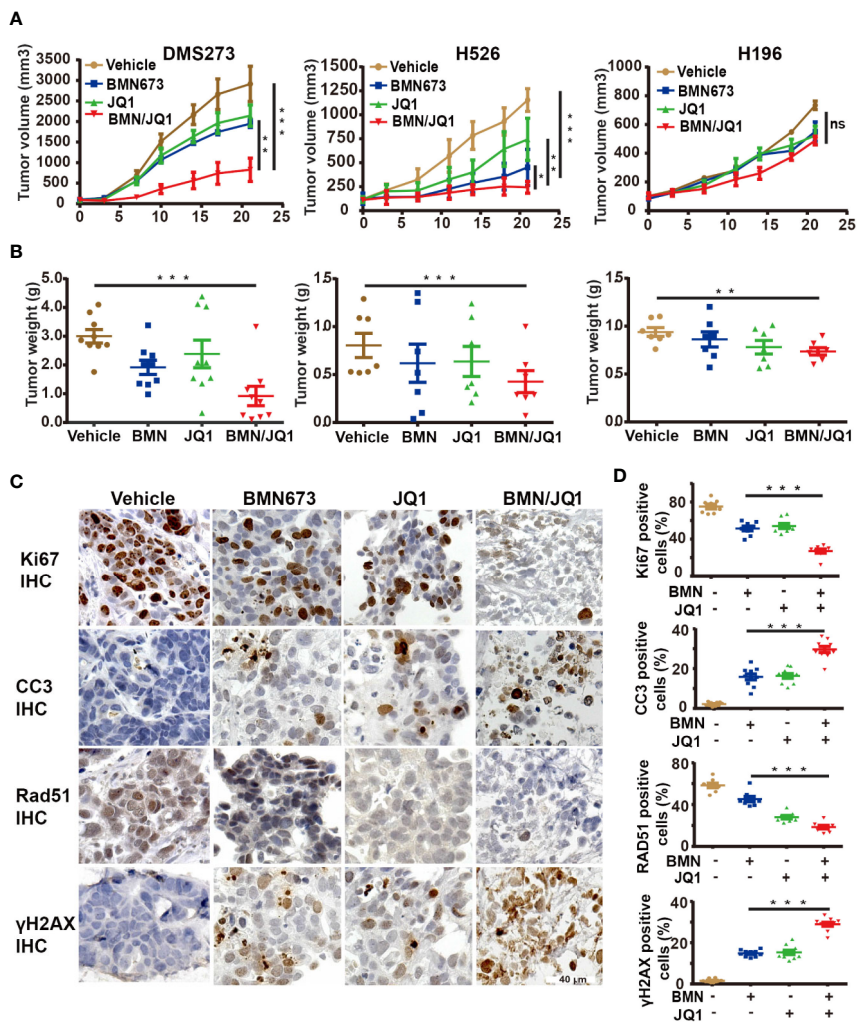 A
DMS273
H526
H196
Tumor volume (mm3)
3500
3000
2500
2000
1500
1000
500
0
Vehicle
BMN673
JQ1
BMN/JQ1
* * *
* *
0 5 10 15 20 25
Tumor volume (mm3)
1500
1250
1000
750
500
250
0
Vehicle
BMN673
JQ1
BMN/JQ1
* * *
* *
*
0 5 10 15 20 25
Tumor volume (mm3)
1000
800
600
400
200
0
Vehicle
BMN673
JQ1
BMN/JQ1
ns
0 5 10 15 20 25
B
Tumor weight (g)
5.0
4.0
3.0
2.0
1.0
0.0
* * *
Vehicle BMN JQ1 BMN/JQ1
Tumor weight (g)
1.5
1.0
0.5
0.0
* * *
Vehicle BMN JQ1 BMN/JQ1
Tumor weight (g)
1.5
1.0
0.5
0.0
* *
Vehicle BMN JQ1 BMN/JQ1
C
Vehicle BMN673 JQ1 BMN/JQ1
Ki67
IHC
CC3
IHC
Rad51
IHC
γH2AX
IHC
40 μm
D
Ki67 positive
cells (%)
80
40
0
* * *
BMN - + - +
JQ1 - - + +
CC3 positive
cells (%)
40
20
0
* * *
BMN - + - +
JQ1 - - + +
RAD51 positive
cells (%)
80
40
0
* * *
BMN - + - +
JQ1 - - + +
γH2AX positive
cells (%)
40
20
0
* * *
BMN - + - +
JQ1 - - + +